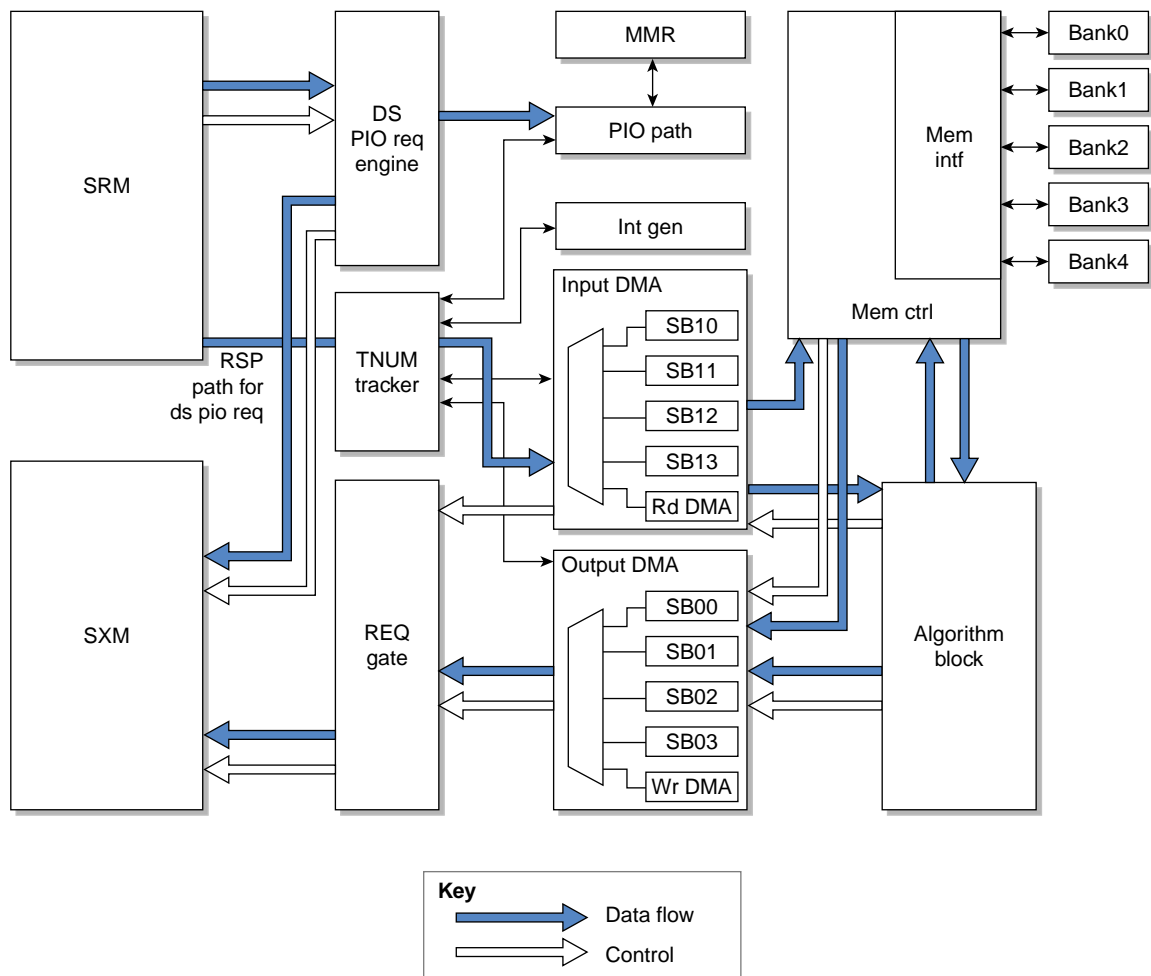 SRM
DS
PIO req
engine
MMR
PIO path
Int gen
Mem
intf
Mem ctrl
Bank0
Bank1
Bank2
Bank3
Bank4
RSP
path for
ds pio req
TNUM
tracker
Input DMA
SB10
SB11
SB12
SB13
Rd DMA
SXM
REQ
gate
Output DMA
SB00
SB01
SB02
SB03
Wr DMA
Algorithm
block
Key
Data flow
Control